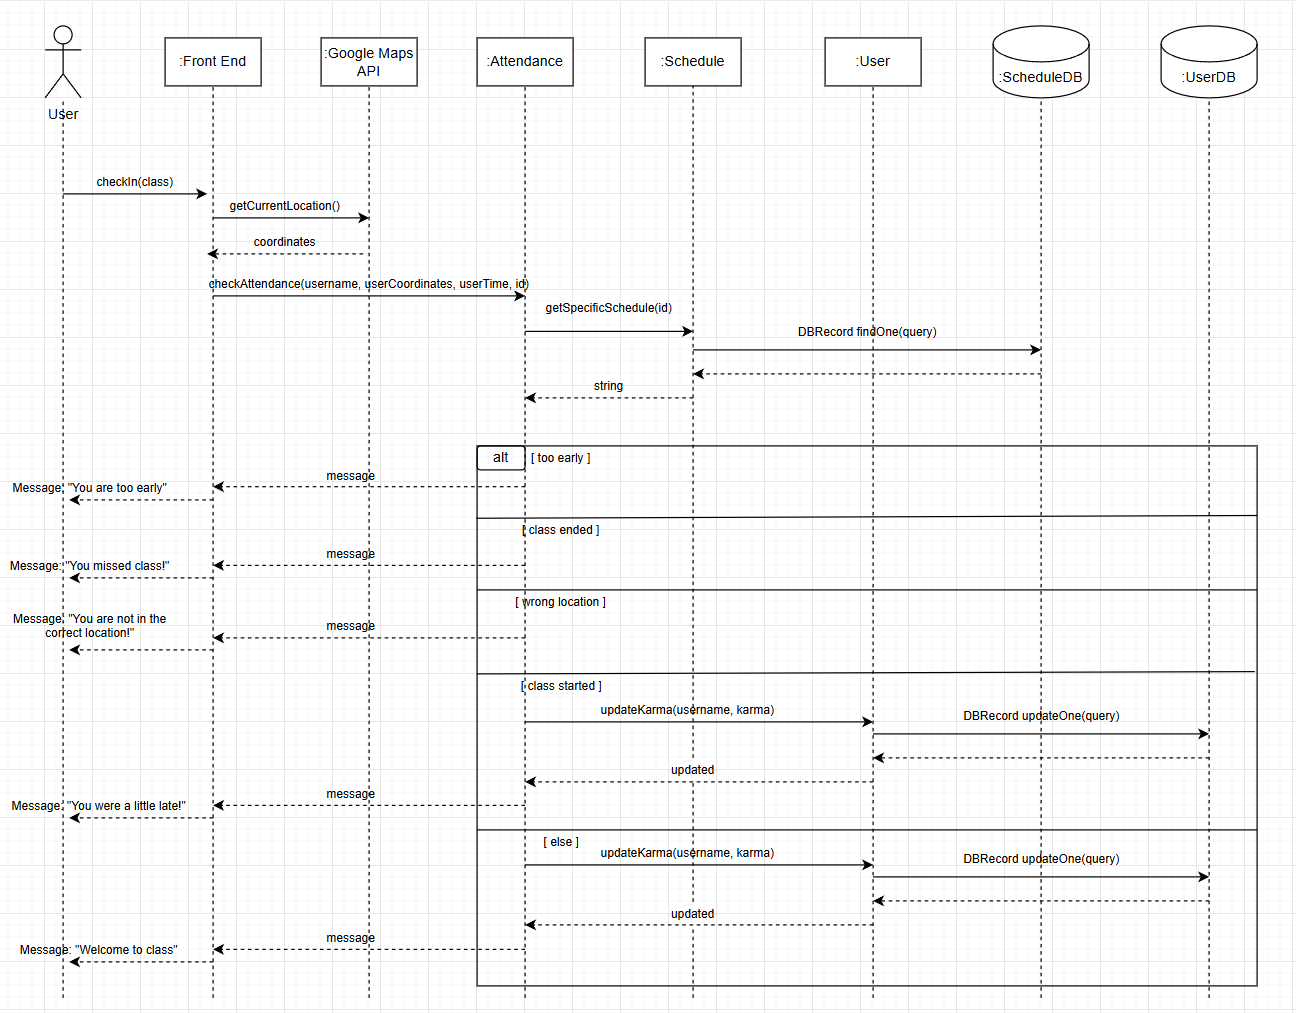 User
:Front End
:Google Maps
API
:Attendance
:Schedule
:User
:ScheduleDB
:UserDB
checkIn(class)
getCurrentLocation()
coordinates
checkAttendance(username, userCoordinates, userTime, id)
getSpecificSchedule(id)
DBRecord findOne(query)
string
alt
[ too early ]
message
Message: "You are too early"
[ class ended ]
message
Message: "You missed class!"
[ wrong location ]
Message: "You are not in the
correct location!"
message
[ class started ]
updateKarma(username, karma)
DBRecord updateOne(query)
updated
message
Message: "You were a little late!"
[ else ]
updateKarma(username, karma)
DBRecord updateOne(query)
updated
message
Message: "Welcome to class"